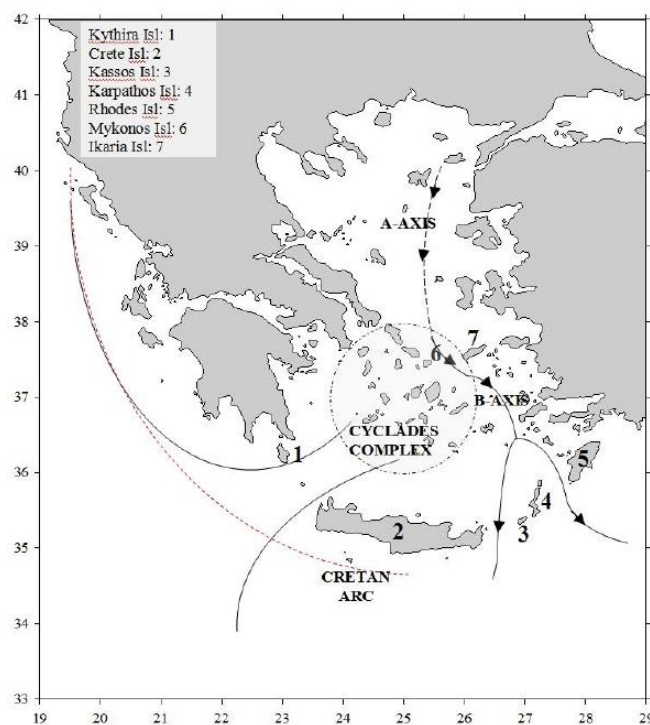 42
Kythira Isl: 1
Crete Isl: 2
Kassos Isl: 3
Karpathos Isl: 4
Rhodes Isl: 5
Mykonos Isl: 6
Ikaria Isl: 7
41
40
A-AXIS
39
38
7
6
37
B-AXIS
CYCLADES
COMPLEX
1
36
5
4
2
3
35
CRETAN
ARC
34
33
19 20 21 22 23 24 25 26 27 28 29